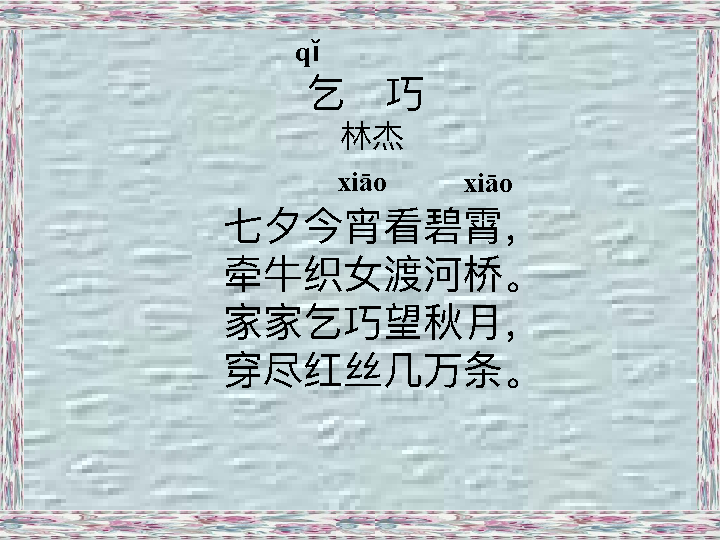 qǐ
乞 巧
林杰
xiāo xiāo
七夕今宵看碧霄，
牵牛织女渡河桥。
家家乞巧望秋月，
穿尽红丝几万条。